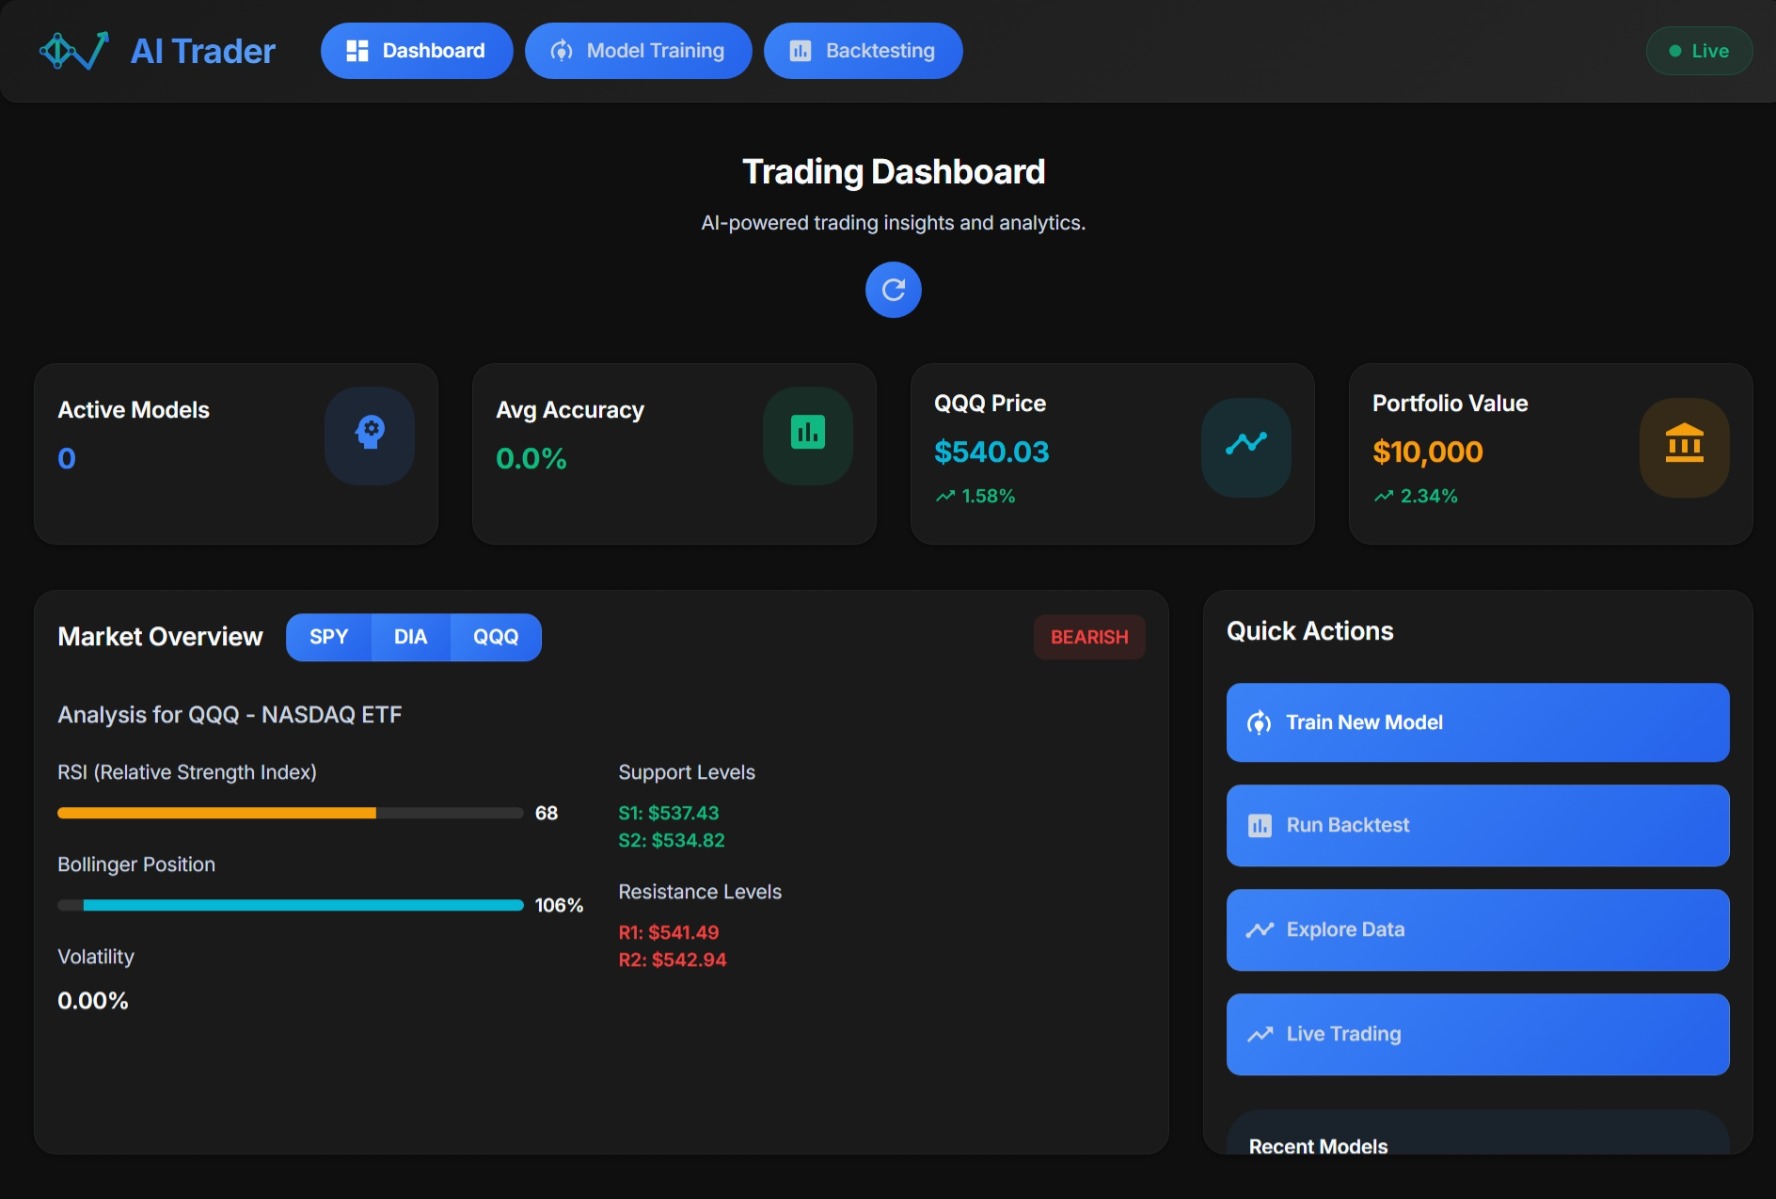 AI Trader
Dashboard
Model Training
Backtesting
Live
Trading Dashboard
AI-powered trading insights and analytics.
Active Models
0
Avg Accuracy
0.0%
QQQ Price
$540.03
1.58%
Portfolio Value
$10,000
2.34%
Market Overview
SPY
DIA
QQQ
BEARISH
Analysis for QQQ - NASDAQ ETF
RSI (Relative Strength Index)
68
Bollinger Position
106%
Volatility
0.00%
Support Levels
S1: $537.43
S2: $534.82
Resistance Levels
R1: $541.49
R2: $542.94
Quick Actions
Train New Model
Run Backtest
Explore Data
Live Trading
Recent Models